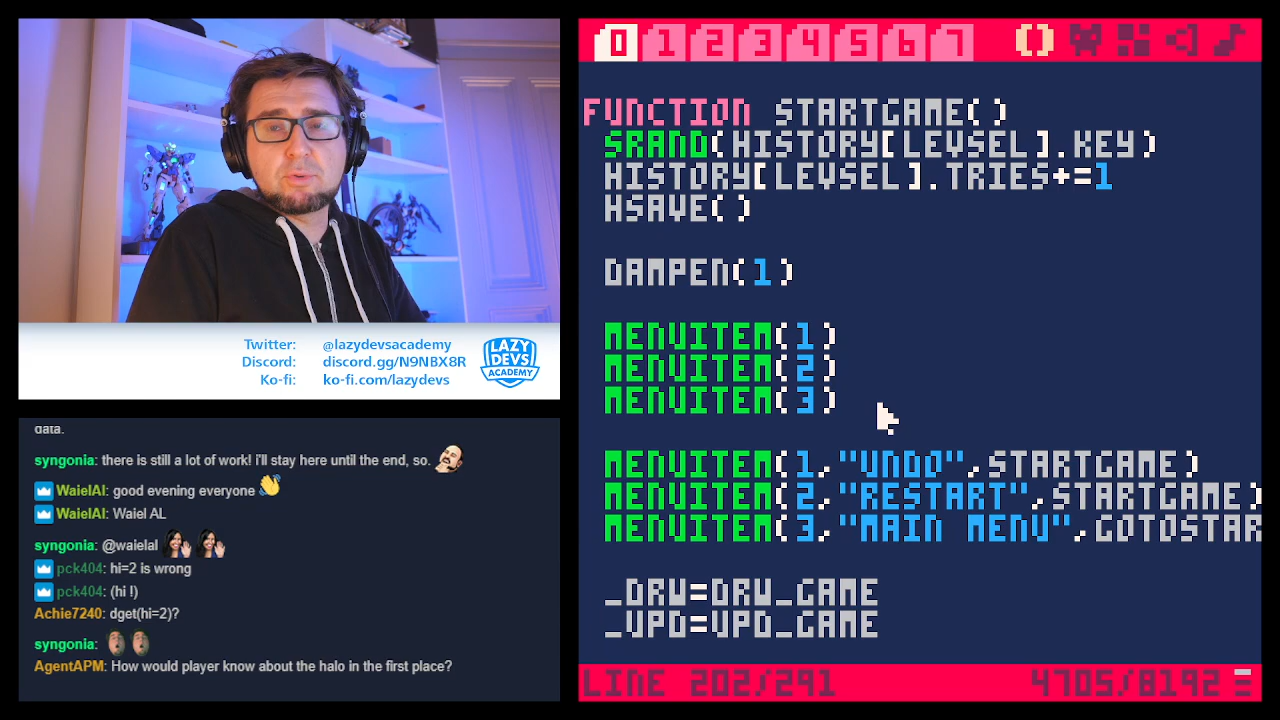 Twitter: @lazydevsacademy
Discord: discord.gg/N9NBX8R
Ko-fi: ko-fi.com/lazydevs
LAZY
DEVS
ACADEMY
data.
syngonia: there is still a lot of work! i'll stay here until the end, so.
WaielAl: good evening everyone
WaielAl: Waiel AL
syngonia: @waielal
pck404: hi=2 is wrong
pck404: (hi !)
Achie7240: dget(hi=2)?
syngonia:
AgentAPM: How would player know about the halo in the first place?
0 1 2 3 4 5 6 7 ()
FUNCTION STARTGAME()
SRAND(HISTORY[LEVSEL].KEY)
HISTORY[LEVSEL].TRIES+=1
HSAVE()
DAMPEN(1)
MENUITEM(1)
MENUITEM(2)
MENUITEM(3)
MENUITEM(1,"UNDO",STARTGAME)
MENUITEM(2,"RESTART",STARTGAME)
MENUITEM(3,"MAIN MENU",GOTOSTAR
_DRW=DRW_GAME
_UPD=UPD_GAME
LINE 202/291 4705/8192